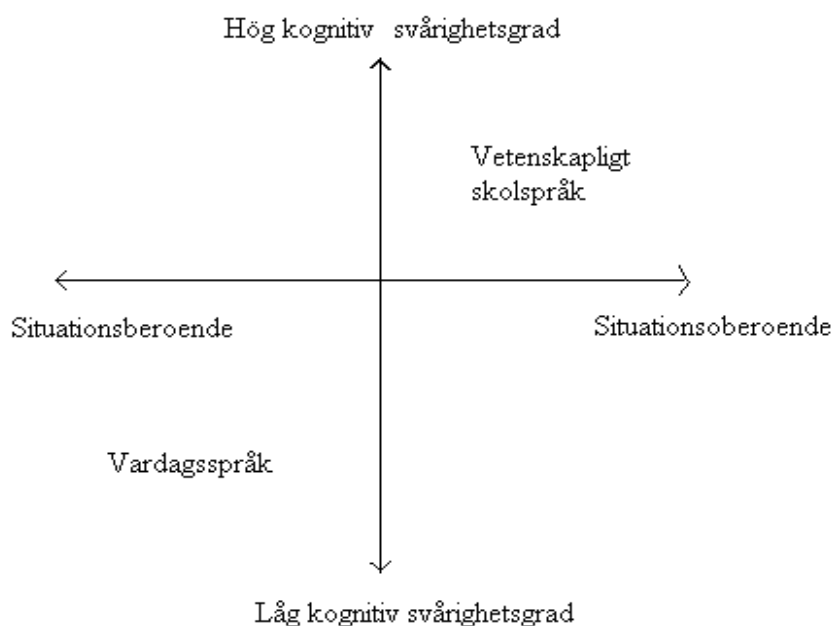 Hög kognitiv svårighetsgrad
Vetenskapligt
skolspråk
Situationsberoende
Situationsoberoende
Vardagsspråk
Låg kognitiv svårighetsgrad